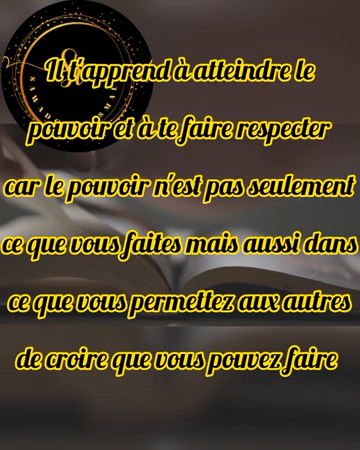 Il t'apprend à atteindre le
pouvoir et à te faire respecter
car le pouvoir n'est pas seulement
ce que vous faites mais aussi dans
ce que vous permettez aux autres
de croire que vous pouvez faire